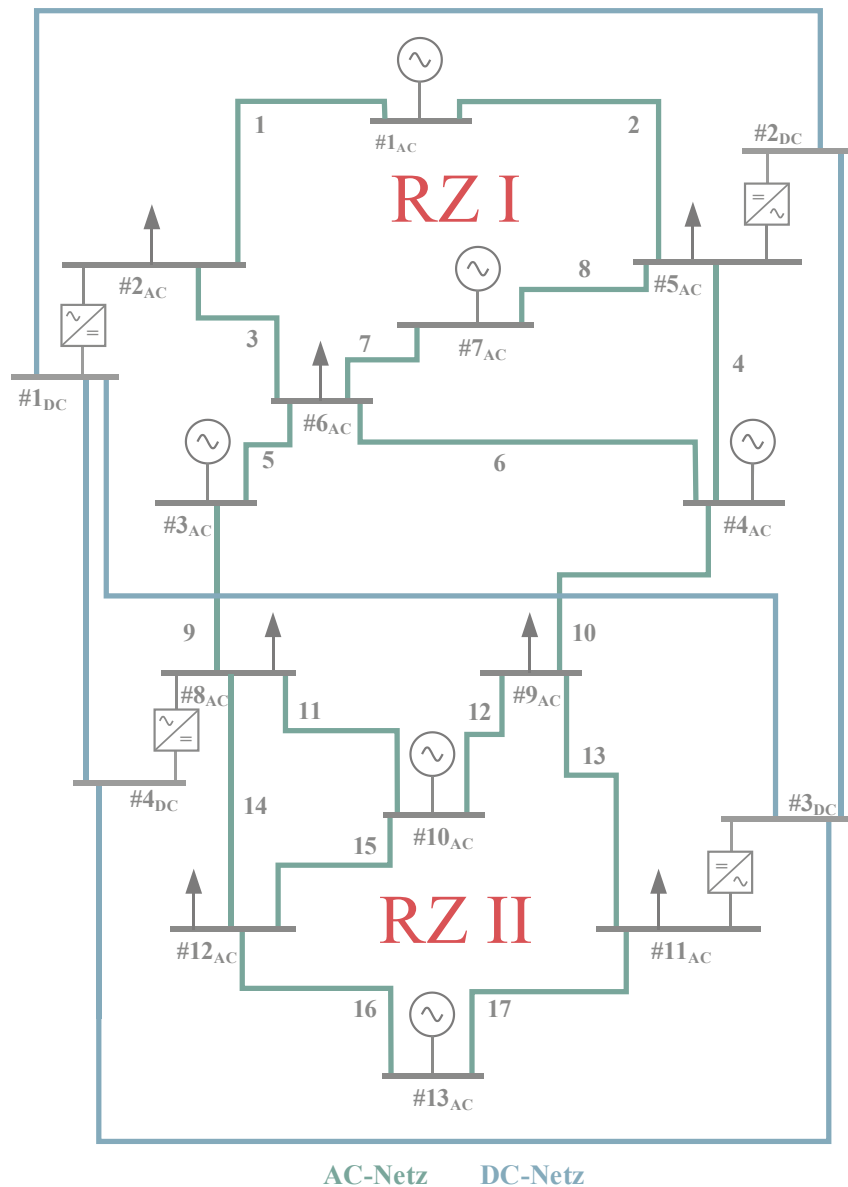 1
2
#1AC
#2DC
RZ I
#2AC
8
#5AC
3
7
#7AC
4
#1DC
#6AC
5
6
#3AC
#4AC
9
10
#8AC
11
12
#9AC
13
#4DC
14
#3DC
15
#10AC
RZ II
#12AC
#11AC
16
17
#13AC
AC-Netz DC-Netz